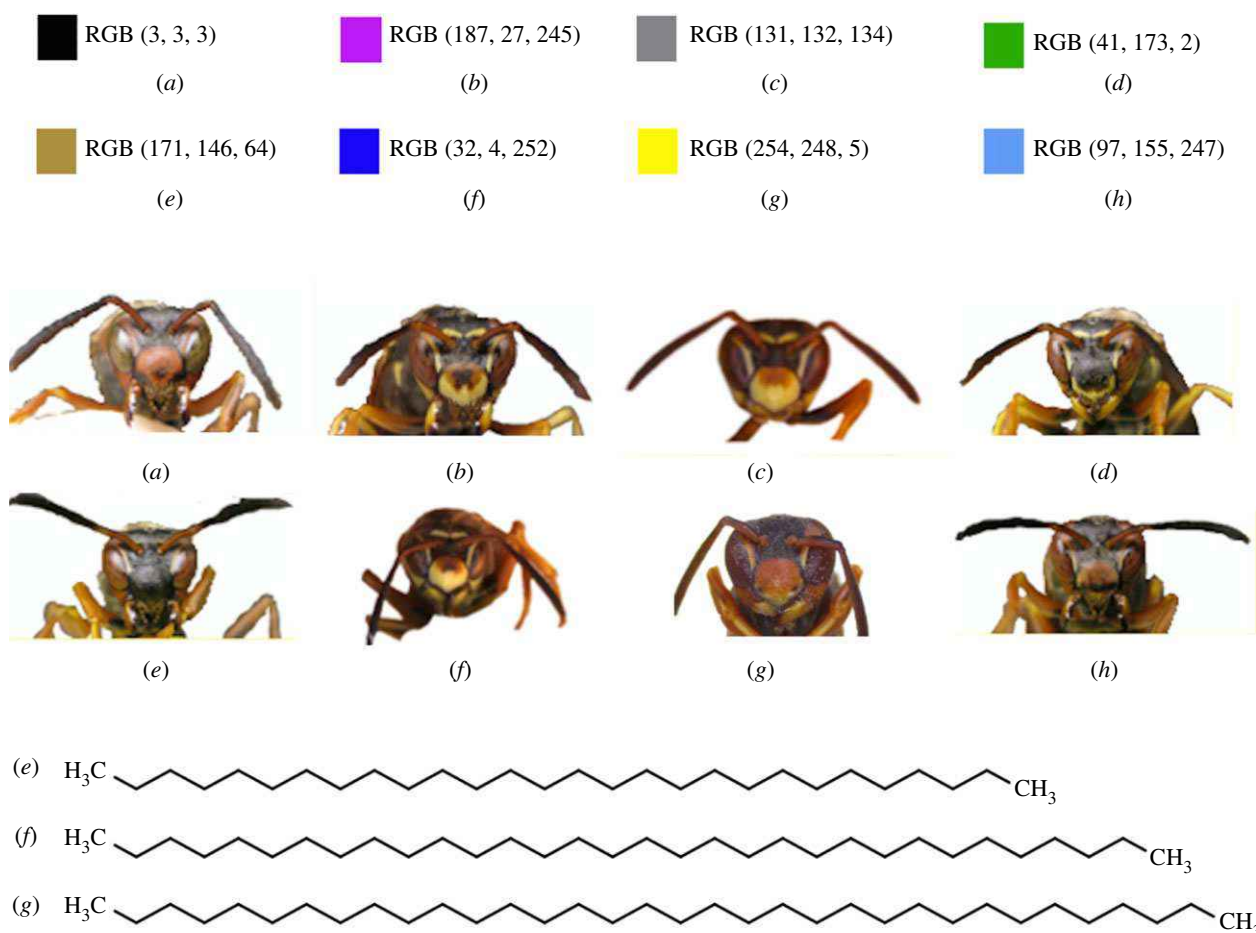 RGB (3, 3, 3) RGB (187, 27, 245) RGB (131, 132, 134) RGB (41, 173, 2)
(a) (b) (c) (d)
RGB (171, 146, 64) RGB (32, 4, 252) RGB (254, 248, 5) RGB (97, 155, 247)
(e) (f) (g) (h)
(a) (b) (c) (d)
(e) (f) (g) (h)
(e) H3C CH3
(f) H3C CH3
(g) H3C CH